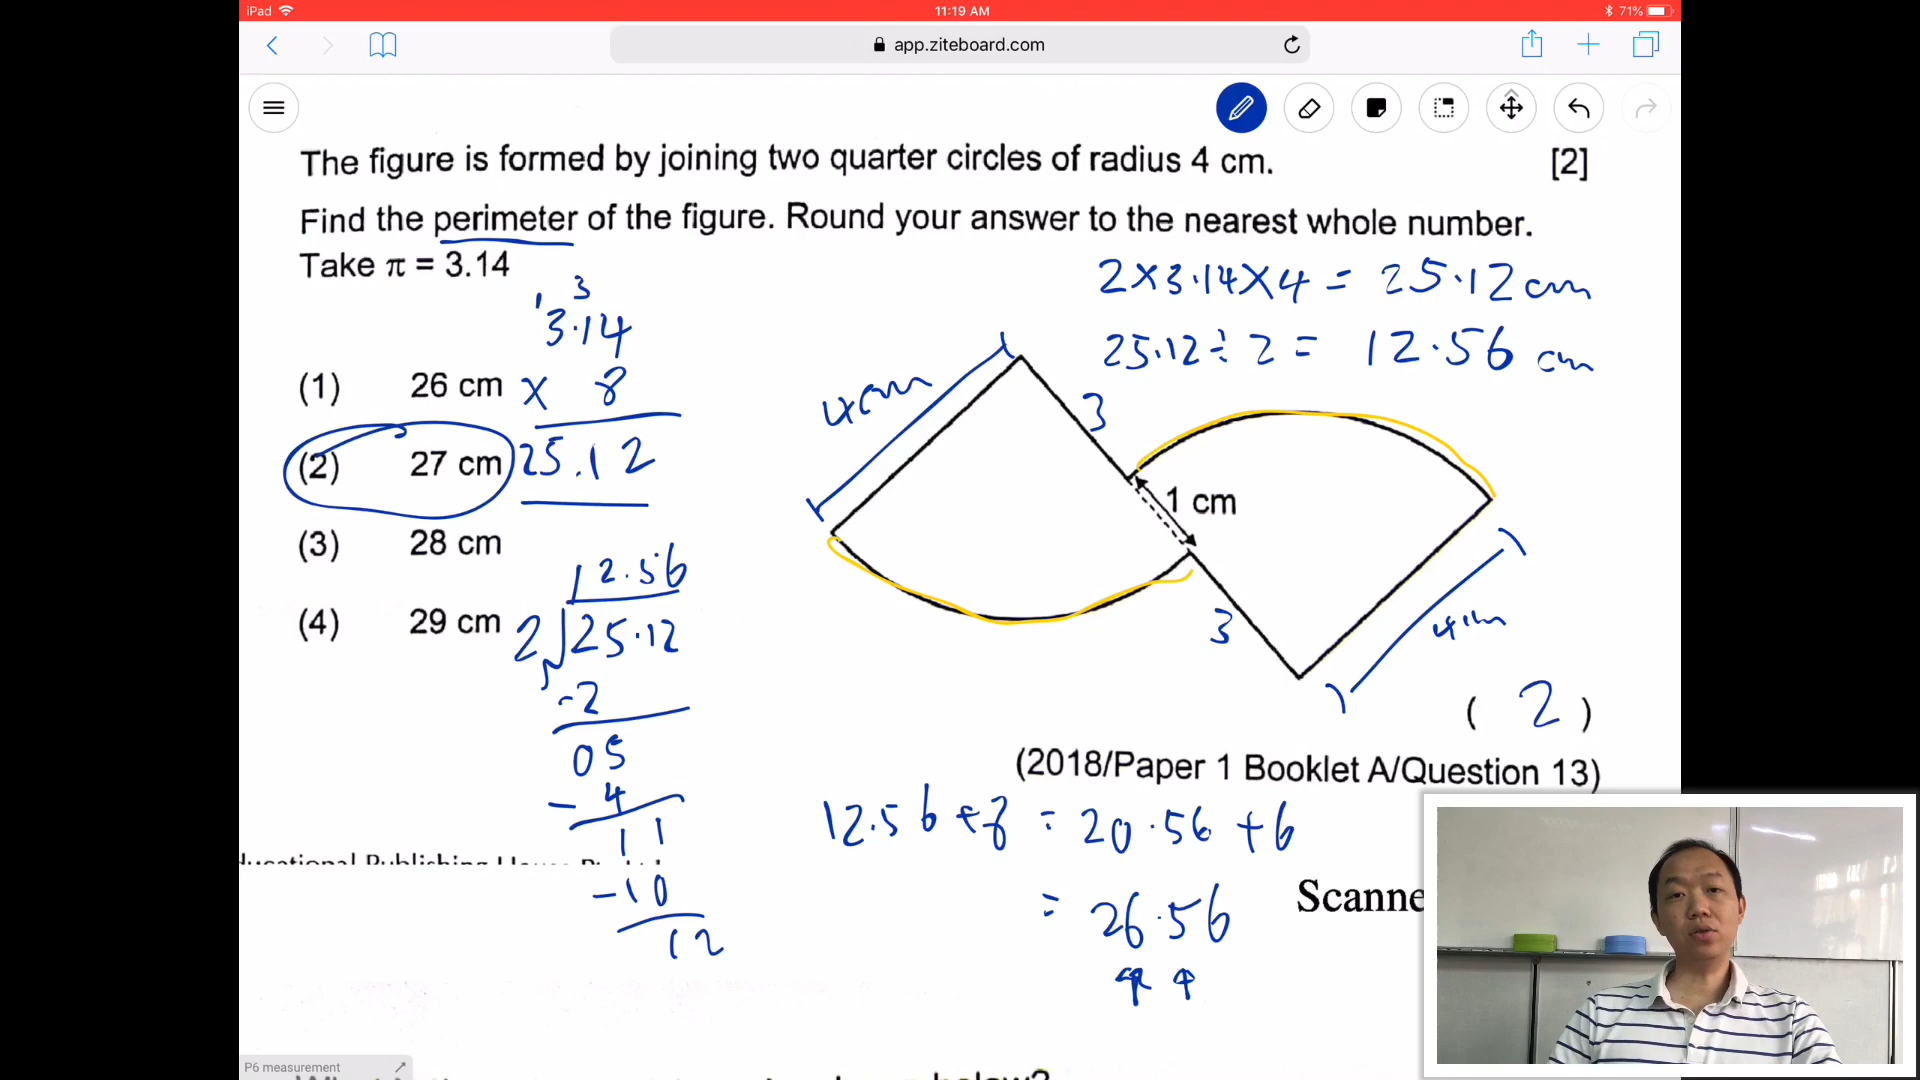 iPad
11:19 AM
71%
app.ziteboard.com
The figure is formed by joining two quarter circles of radius 4 cm. [2]
Find the perimeter of the figure. Round your answer to the nearest whole number.
Take π = 3.14
2×3.14×4 = 25.12 cm
25.12 ÷ 2 = 12.56 cm
1 3
3.14
× 8
25.12
(1) 26 cm
(2) 27 cm
(3) 28 cm
(4) 29 cm
12.56
2 25.12
-2
05
- 4
11
-10
12
4cm
3
1 cm
3
4cm
( 2 )
(2018/Paper 1 Booklet A/Question 13)
12.56 + 8 = 20.56 + 6
= 26.56
Scanne
P6 measurement